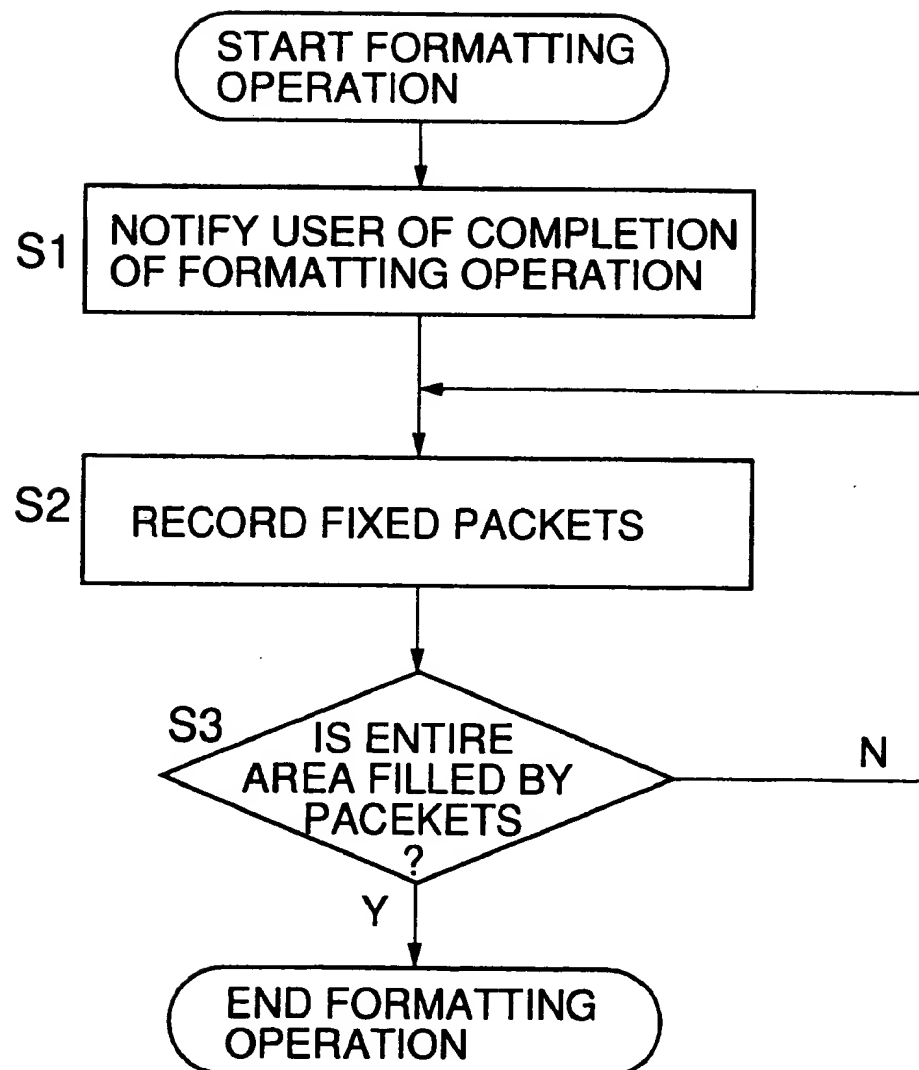 START FORMATTING
OPERATION
S1
NOTIFY USER OF COMPLETION
OF FORMATTING OPERATION
S2
RECORD FIXED PACKETS
S3
IS ENTIRE
AREA FILLED BY
PACEKETS
?
N
Y
END FORMATTING
OPERATION